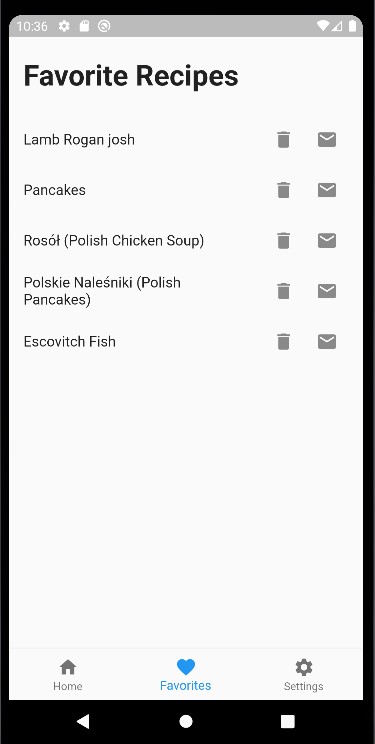 10:36
Favorite Recipes
Lamb Rogan josh
Pancakes
Rosół (Polish Chicken Soup)
Polskie Naleśniki (Polish
Pancakes)
Escovitch Fish
Home
Favorites
Settings